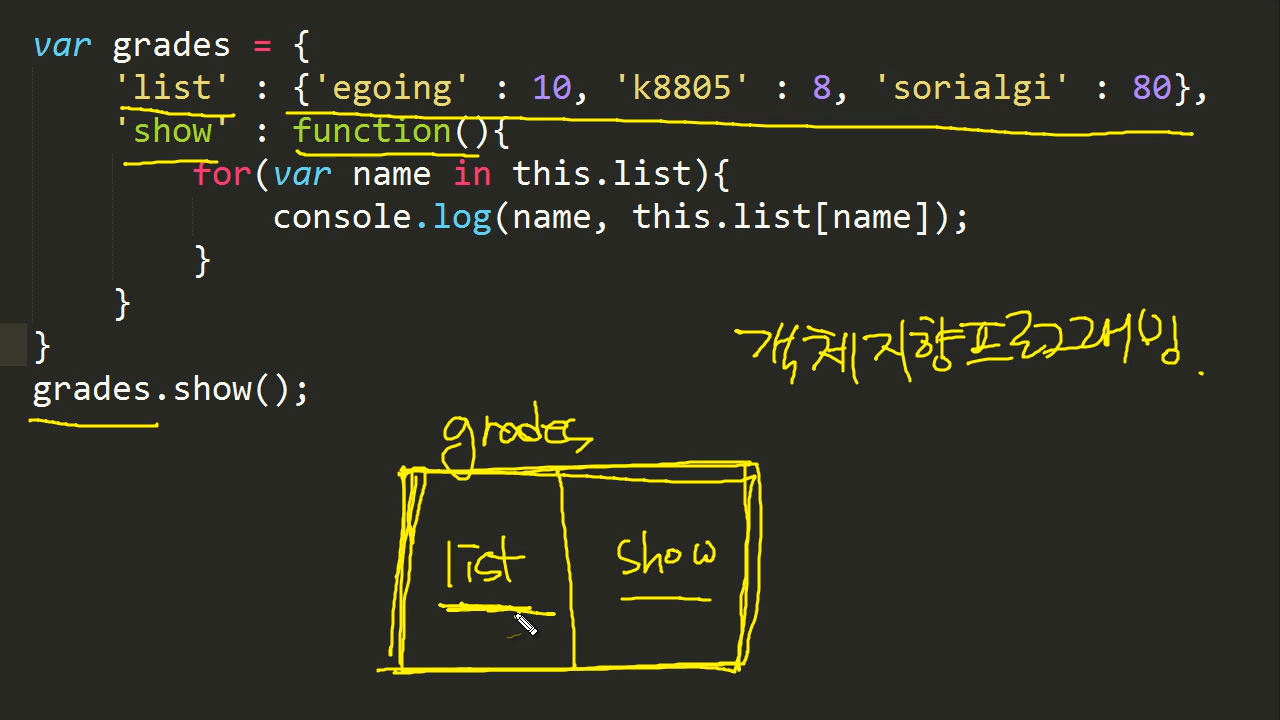 var grades = {
'list' : {'egoing' : 10, 'k8805' : 8, 'sorialgi' : 80},
'show' : function(){
for(var name in this.list){
console.log(name, this.list[name]);
}
}
}
grades.show();
객체지향프로그래밍.
grades
list
show